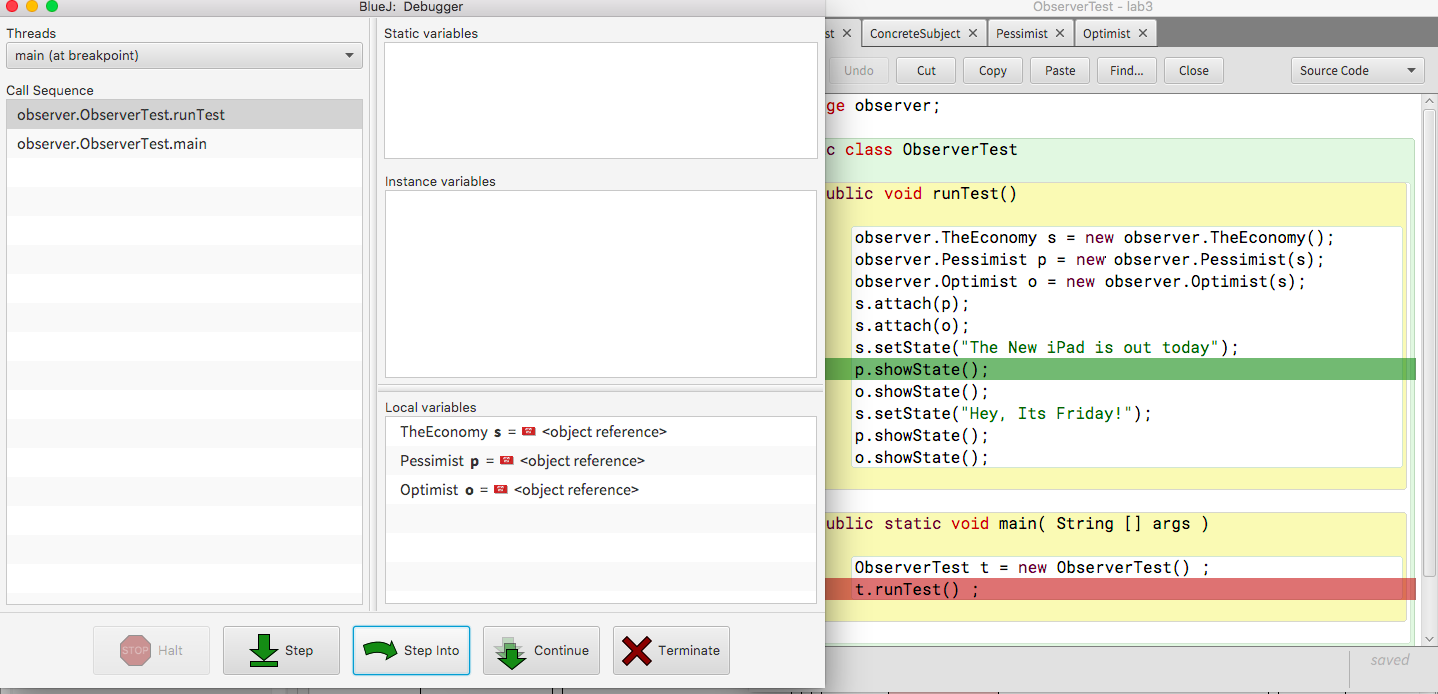 BlueJ: Debugger
Threads
main (at breakpoint)
Call Sequence
observer.ObserverTest.runTest
observer.ObserverTest.main
Static variables
Instance variables
Local variables
TheEconomy s = <object reference>
Pessimist p = <object reference>
Optimist o = <object reference>
STOP Halt
Step
Step Into
Continue
Terminate
ObserverTest - lab3
st ✕ ConcreteSubject ✕ Pessimist ✕ Optimist ✕
Undo Cut Copy Paste Find... Close Source Code
ge observer;
c class ObserverTest
ublic void runTest()
observer.TheEconomy s = new observer.TheEconomy();
observer.Pessimist p = new observer.Pessimist(s);
observer.Optimist o = new observer.Optimist(s);
s.attach(p);
s.attach(o);
s.setState("The New iPad is out today");
p.showState();
o.showState();
s.setState("Hey, Its Friday!");
p.showState();
o.showState();
ublic static void main( String [] args )
ObserverTest t = new ObserverTest() ;
t.runTest() ;
saved